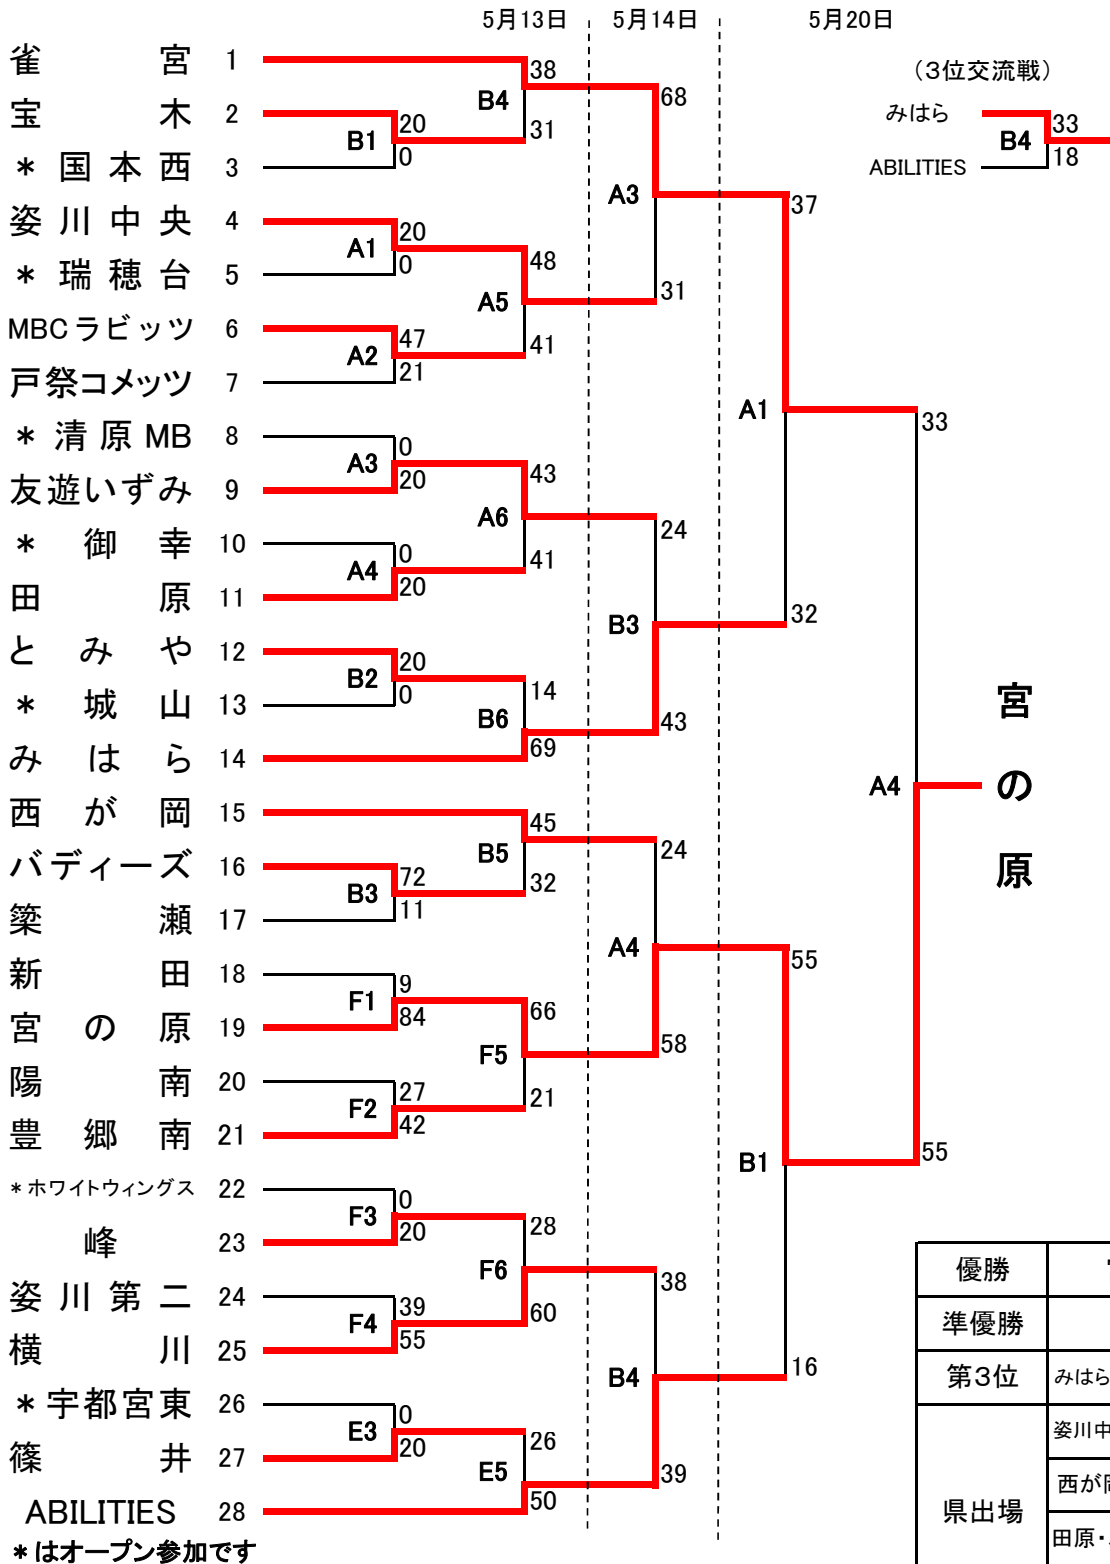 5月13日 5月14日 5月20日
(3位交流戦)
みはら 33
B4
ABILITIES 18
雀宮 1
宝木 2
＊国本西 3
姿川中央 4
＊瑞穂台 5
MBCラビッツ 6
戸祭コメッツ 7
＊清原MB 8
友遊いずみ 9
＊御幸 10
田原 11
とみや 12
＊城山 13
みはら 14
西が岡 15
バディーズ 16
簗瀬 17
新田 18
宮の原 19
陽南 20
豊郷南 21
＊ホワイトウィングス 22
峰 23
姿川第二 24
横川 25
＊宇都宮東 26
篠井 27
ABILITIES 28
＊はオープン参加です
B1 20 0
A1 20 0
A2 47 21
A3 0 20
A4 0 20
B2 20 0
B3 72 11
F1 9 84
F2 27 42
F3 0 20
F4 39 55
E3 0 20
B4 38 31
A5 48 41
A6 43 41
B6 14 69
B5 45 32
F5 66 21
F6 28 60
E5 26 50
A3 68 31
B3 24 43
A4 24 58
B4 38 39
A1 37 32
B1 55 16
A4 33 55
宮の原
優勝
準優勝
第3位 みはら
県出場 姿川中
西が岡
田原・